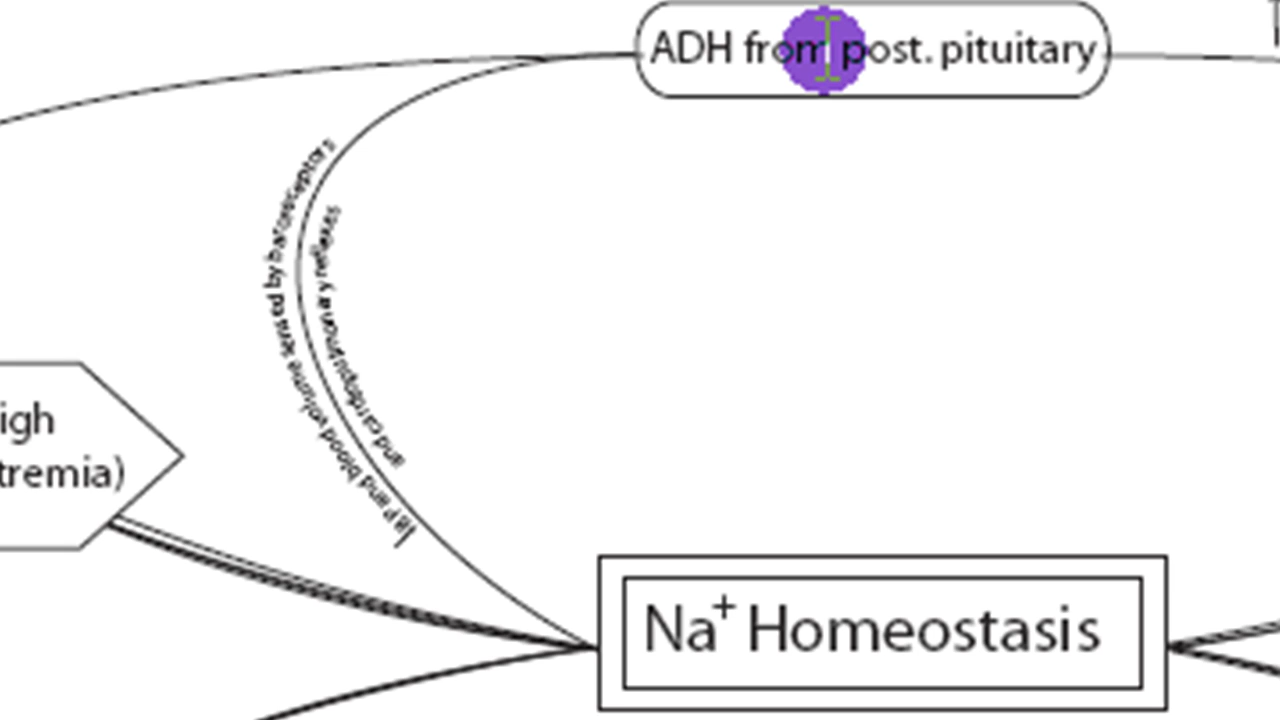 ADH from post. pituitary
and cardiopulmonary reflexes
igh
tremia)
Na+ Homeostasis
BP and blood volume sensed by baroreceptors